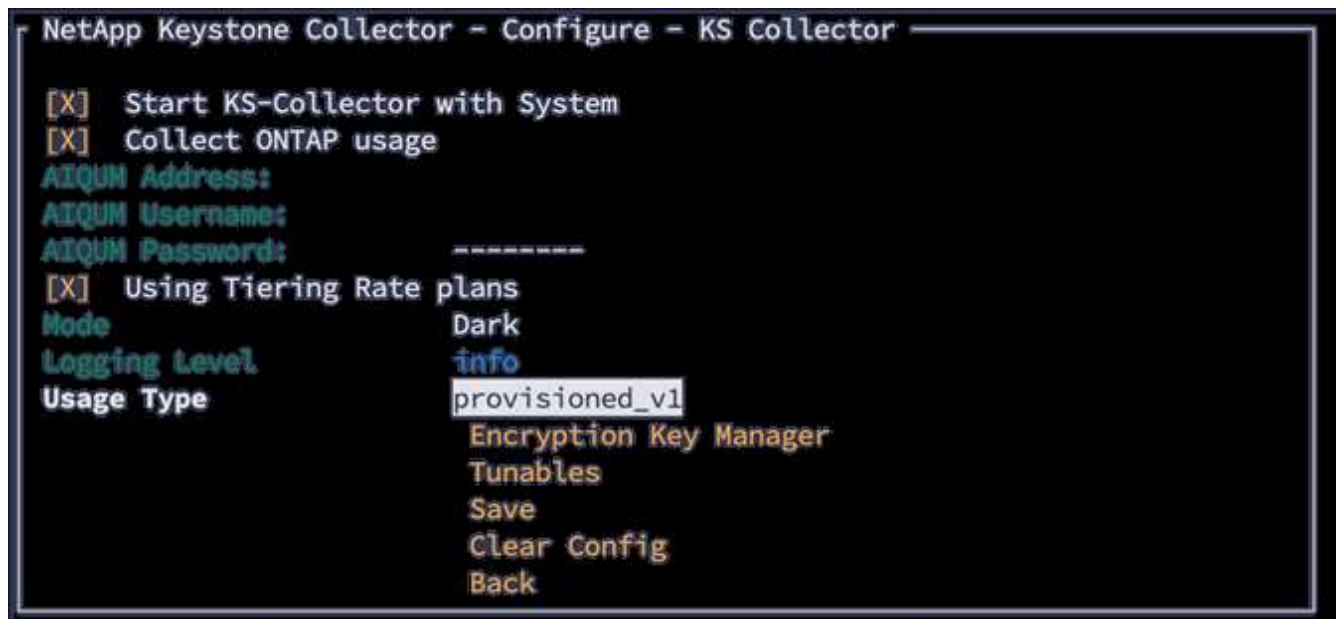 NetApp Keystone Collector - Configure - KS Collector
[X] Start KS-Collector with System
[X] Collect ONTAP usage
AIQUM Address:
AIQUM Username:
AIQUM Password: --------
[X] Using Tiering Rate plans
Mode Dark
Logging Level info
Usage Type provisioned_v1
Encryption Key Manager
Tunables
Save
Clear Config
Back